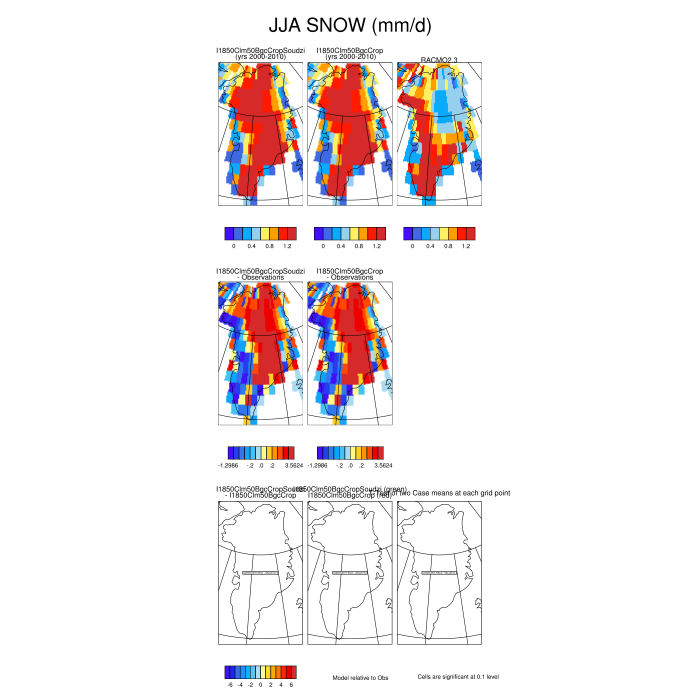 JJA SNOW (mm/d)
I1850Clm50BgcCropSoudzi
(yrs 2000-2010)
I1850Clm50BgcCrop
(yrs 2000-2010)
RACMO2.3
0 0.4 0.8 1.2
0 0.4 0.8 1.2
0 0.4 0.8 1.2
I1850Clm50BgcCropSoudzi
- Observations
I1850Clm50BgcCrop
- Observations
-1.2986 -.2 .0 .2 3.5624
-1.2986 -.2 .0 .2 3.5624
- I1850Clm50BgcCrop
I1850Clm50BgcCropSoudzi (green)
I1850Clm50BgcCrop (red)
of two Case means at each grid point
-6 -4 -2 0 2 4 6
Model relative to Obs
Cells are significant at 0.1 level